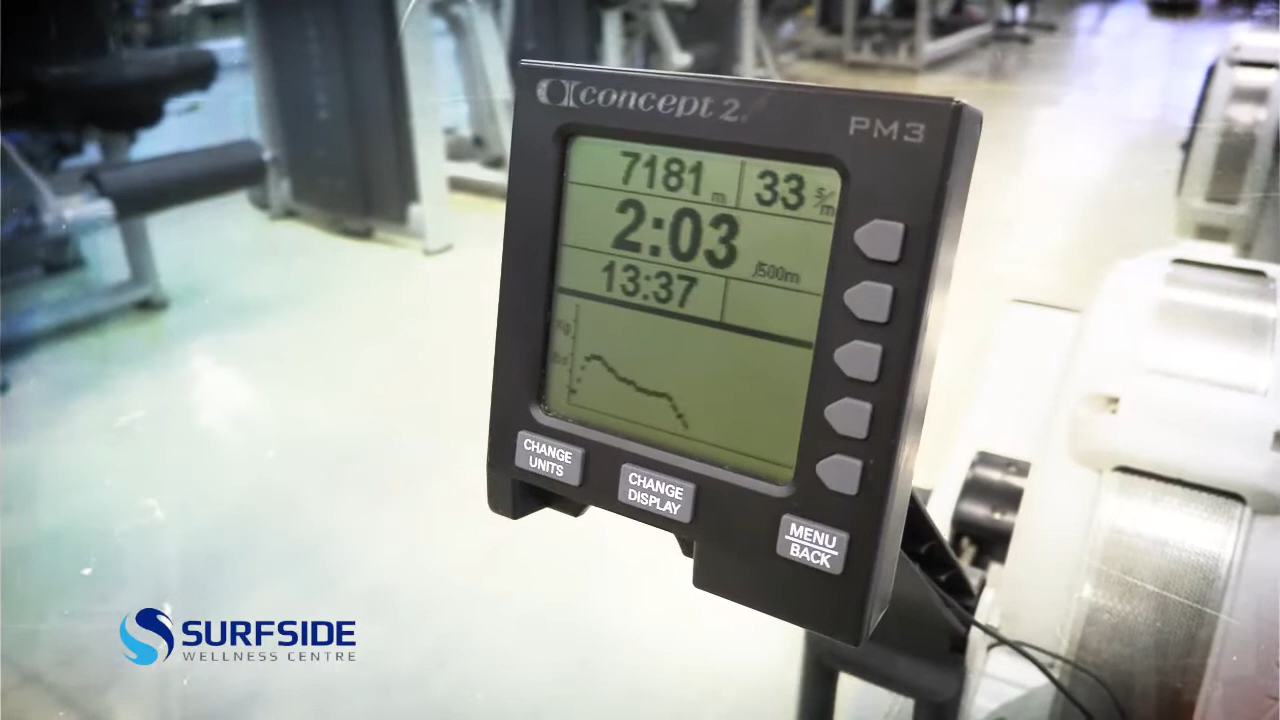 concept 2.
PM3
7181 m 33 s/m
2:03 /500m
13:37
CHANGE
UNITS
CHANGE
DISPLAY
MENU
BACK
SURFSIDE
WELLNESS CENTRE